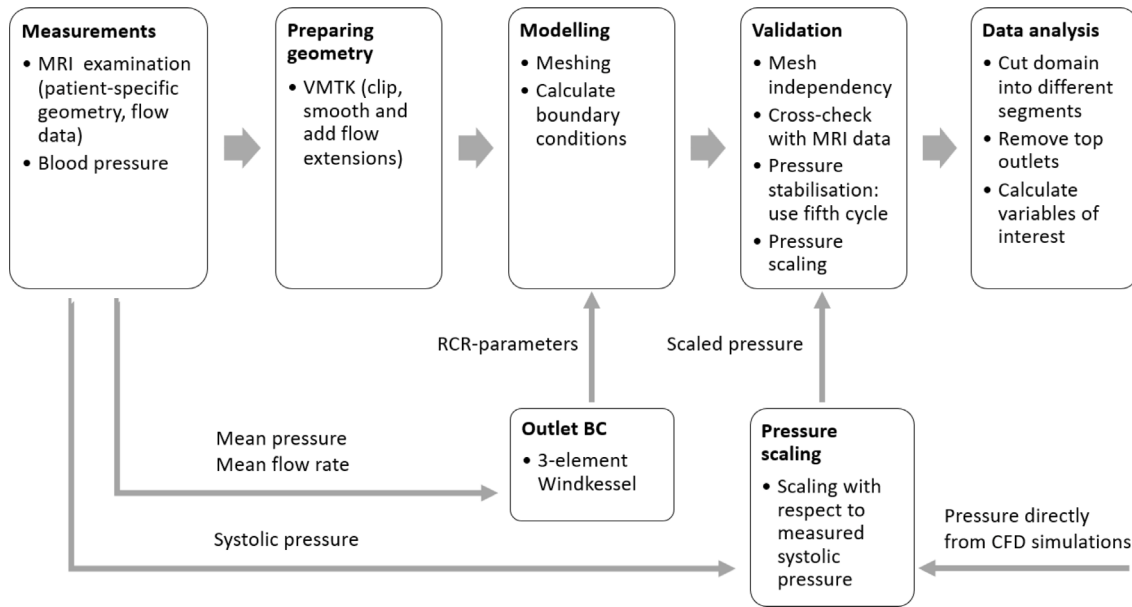 Measurements
• MRI examination
(patient-specific
geometry, flow
data)
• Blood pressure
Preparing
geometry
• VMTK (clip,
smooth and
add flow
extensions)
Modelling
• Meshing
• Calculate
boundary
conditions
Validation
• Mesh
independency
• Cross-check
with MRI data
• Pressure
stabilisation:
use fifth cycle
• Pressure
scaling
Data analysis
• Cut domain
into different
segments
• Remove top
outlets
• Calculate
variables of
interest
RCR-parameters
Scaled pressure
Mean pressure
Mean flow rate
Outlet BC
• 3-element
Windkessel
Pressure
scaling
• Scaling with
respect to
measured
systolic
pressure
Systolic pressure
Pressure directly
from CFD simulations